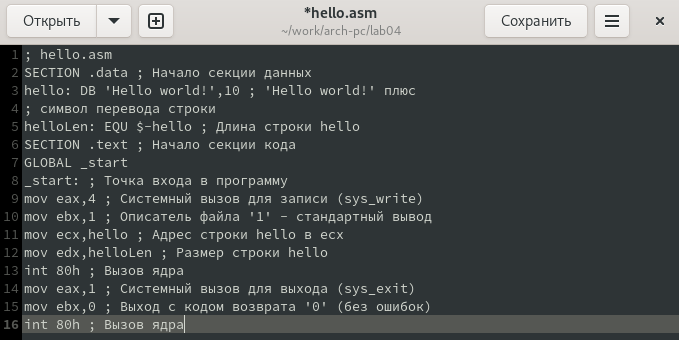 Открыть
*hello.asm
~/work/arch-pc/lab04
Сохранить
1 ; hello.asm
2 SECTION .data ; Начало секции данных
3 hello: DB 'Hello world!',10 ; 'Hello world!' плюс
4 ; символ перевода строки
5 helloLen: EQU $-hello ; Длина строки hello
6 SECTION .text ; Начало секции кода
7 GLOBAL _start
8 _start: ; Точка входа в программу
9 mov eax,4 ; Системный вызов для записи (sys_write)
10 mov ebx,1 ; Описатель файла '1' - стандартный вывод
11 mov ecx,hello ; Адрес строки hello в ecx
12 mov edx,helloLen ; Размер строки hello
13 int 80h ; Вызов ядра
14 mov eax,1 ; Системный вызов для выхода (sys_exit)
15 mov ebx,0 ; Выход с кодом возврата '0' (без ошибок)
16 int 80h ; Вызов ядра